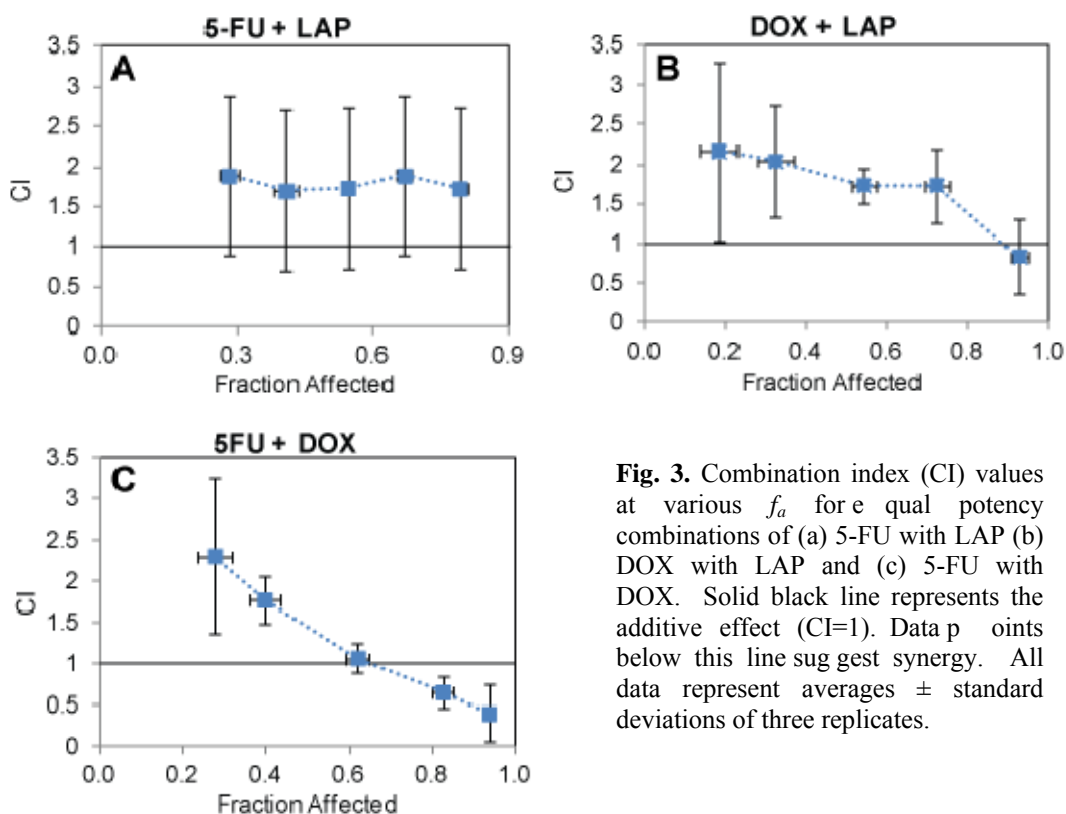 5-FU + LAP
A
3.5
3
2.5
2
1.5
1
0.5
0
CI
0.0 0.3 0.6 0.9
Fraction Affected
DOX + LAP
B
3.5
3
2.5
2
1.5
1
0.5
0
CI
0.0 0.2 0.4 0.6 0.8 1.0
Fraction Affected
5FU + DOX
C
3.5
3
2.5
2
1.5
1
0.5
0
CI
0.0 0.2 0.4 0.6 0.8 1.0
Fraction Affected
Fig. 3. Combination index (CI) values
at various fa for e qual potency
combinations of (a) 5-FU with LAP (b)
DOX with LAP and (c) 5-FU with
DOX. Solid black line represents the
additive effect (CI=1). Data p oints
below this line sug gest synergy. All
data represent averages ± standard
deviations of three replicates.